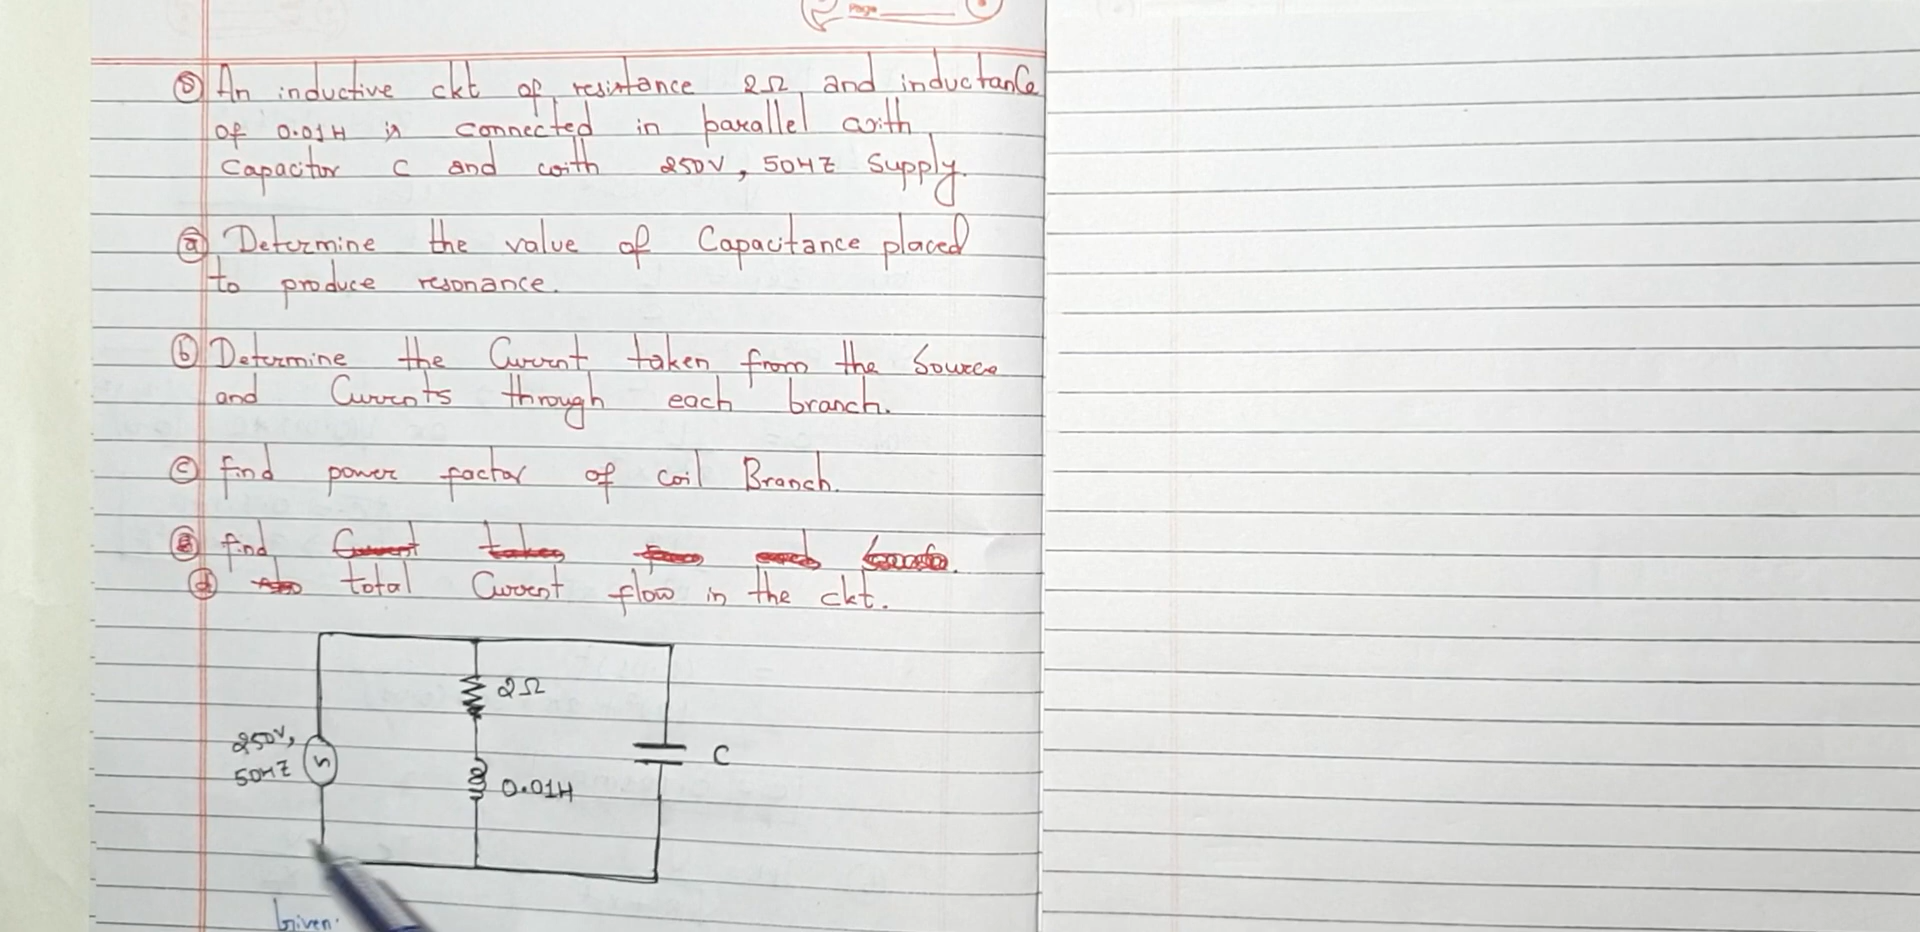 Page
⑤ An inductive ckt of resistance 2Ω and inductance
of 0.01H is connected in parallel with
capacitor C and with 250V, 50HZ supply.
ⓐ Determine the value of Capacitance placed
to produce resonance.
ⓑ Determine the Current taken from the Source
and Currents through each branch.
ⓒ find power factor of coil Branch.
find
ⓓ total Current flow in the ckt.
2Ω
250V,
50HZ
C
0.01H
Given: